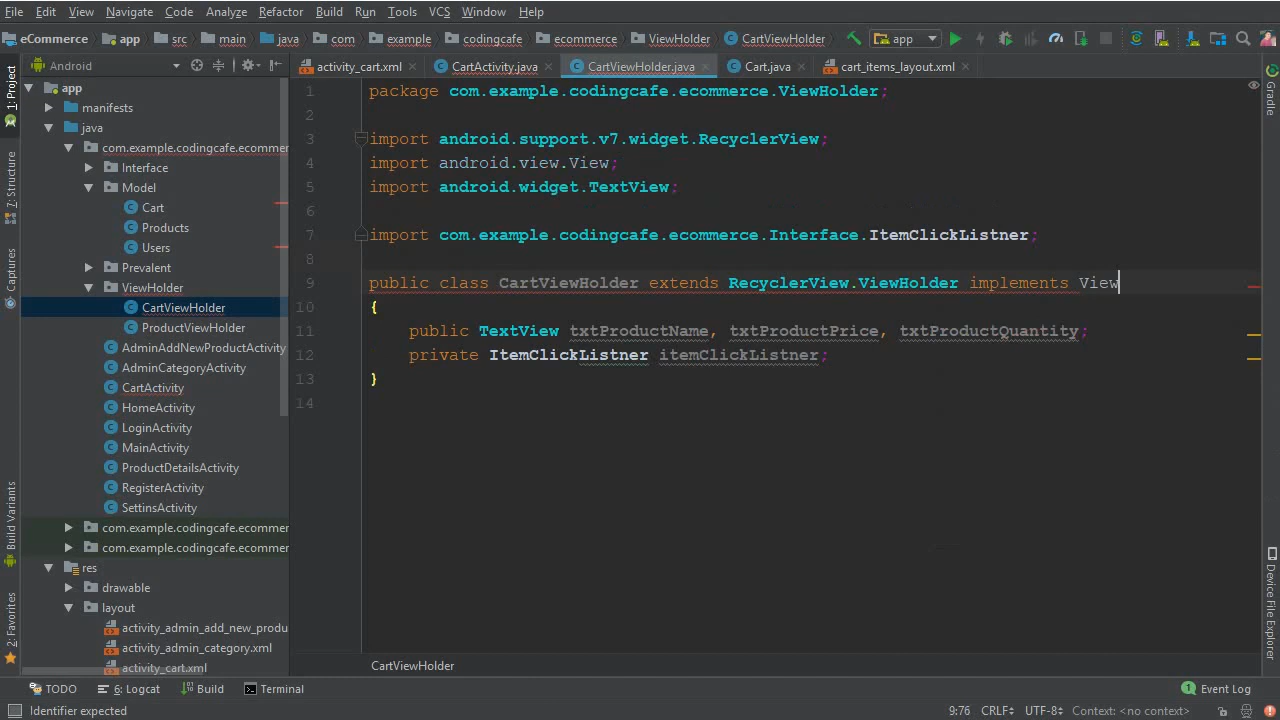 File Edit View Navigate Code Analyze Refactor Build Run Tools VCS Window Help
eCommerce app src main java com example codingcafe ecommerce ViewHolder CartViewHolder app
1: Project
Android
activity_cart.xml CartActivity.java CartViewHolder.java Cart.java cart_items_layout.xml
Gradle
app
manifests
java
com.example.codingcafe.ecommer
Interface
Model
Cart
Products
Users
Prevalent
ViewHolder
CartViewHolder
ProductViewHolder
AdminAddNewProductActivity
AdminCategoryActivity
CartActivity
HomeActivity
LoginActivity
MainActivity
ProductDetailsActivity
RegisterActivity
SettinsActivity
com.example.codingcafe.ecommer
com.example.codingcafe.ecommer
res
drawable
layout
activity_admin_add_new_produ
activity_admin_category.xml
activity_cart.xml
7: Structure
Captures
Build Variants
2: Favorites
1 package com.example.codingcafe.ecommerce.ViewHolder;
2
3 import android.support.v7.widget.RecyclerView;
4 import android.view.View;
5 import android.widget.TextView;
6
7 import com.example.codingcafe.ecommerce.Interface.ItemClickListner;
8
9 public class CartViewHolder extends RecyclerView.ViewHolder implements View
10 {
11 public TextView txtProductName, txtProductPrice, txtProductQuantity;
12 private ItemClickListner itemClickListner;
13 }
14
Device File Explorer
CartViewHolder
TODO 6: Logcat Build Terminal 1 Event Log
Identifier expected 9:76 CRLF UTF-8 Context: <no context>